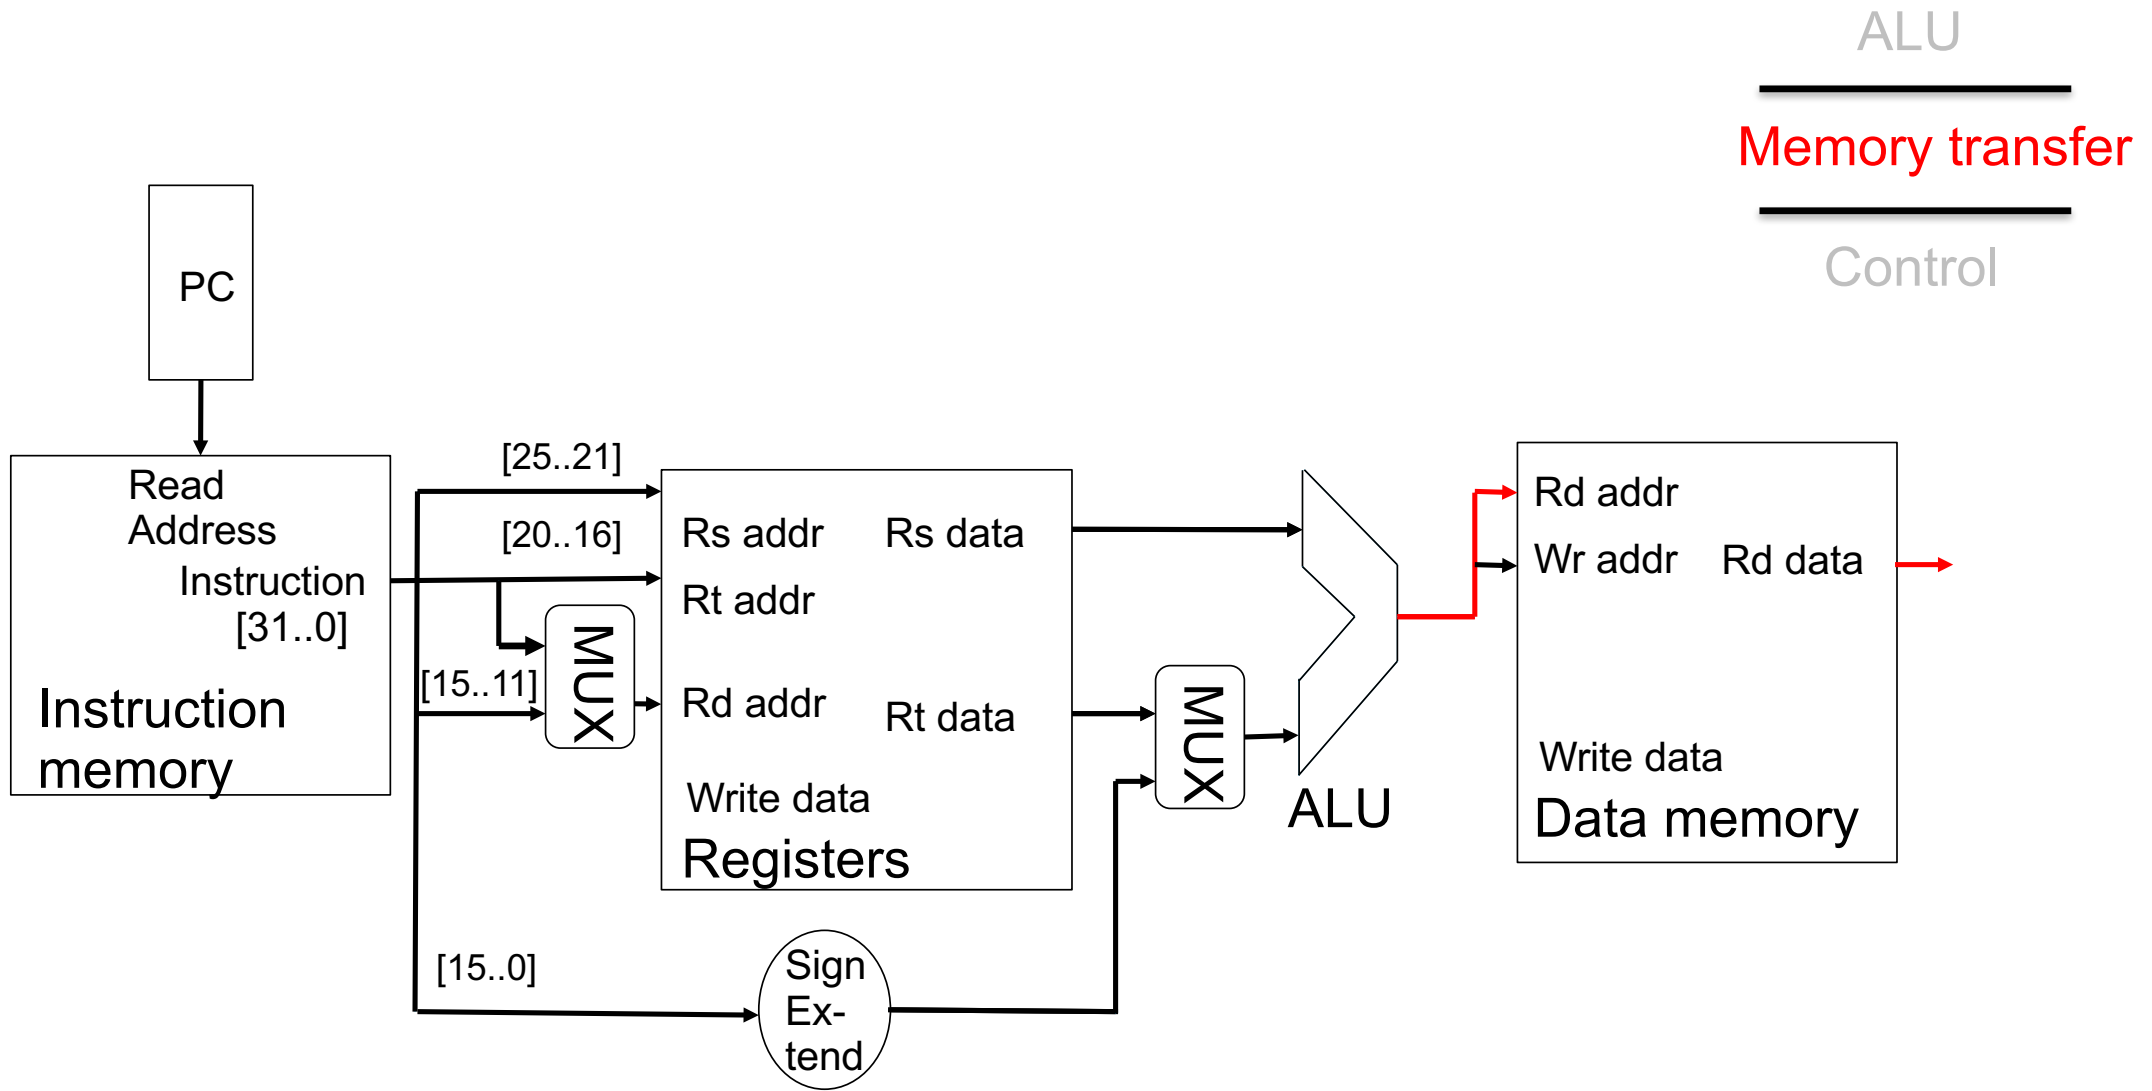 ALU
Memory transfer
Control
PC
Read
Address
Instruction
[31..0]
Instruction
memory
[25..21]
[20..16]
[15..11]
[15..0]
MUX
Rs addr
Rs data
Rt addr
Rd addr
Rt data
Write data
Registers
Sign
Ex-
tend
MUX
ALU
Rd addr
Wr addr
Rd data
Write data
Data memory